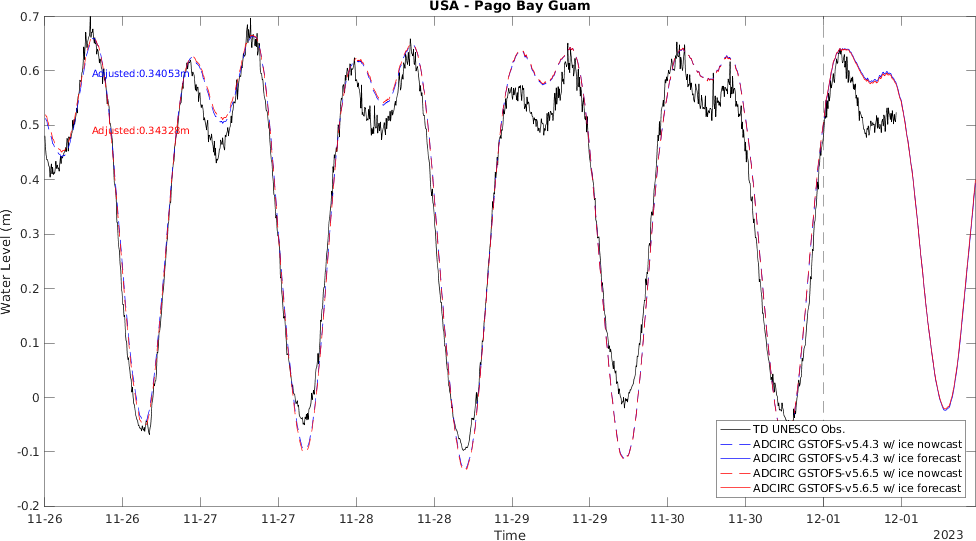 USA - Pago Bay Guam
0.7
0.6
0.5
0.4
0.3
0.2
0.1
0
-0.1
-0.2
Water Level (m)
Adjusted:0.34053m
Adjusted:0.34328m
TD UNESCO Obs.
ADCIRC GSTOFS-v5.4.3 w/ ice nowcast
ADCIRC GSTOFS-v5.4.3 w/ ice forecast
ADCIRC GSTOFS-v5.6.5 w/ ice nowcast
ADCIRC GSTOFS-v5.6.5 w/ ice forecast
11-26 11-26 11-27 11-27 11-28 11-28 11-29 11-29 11-30 11-30 12-01 12-01
Time
2023